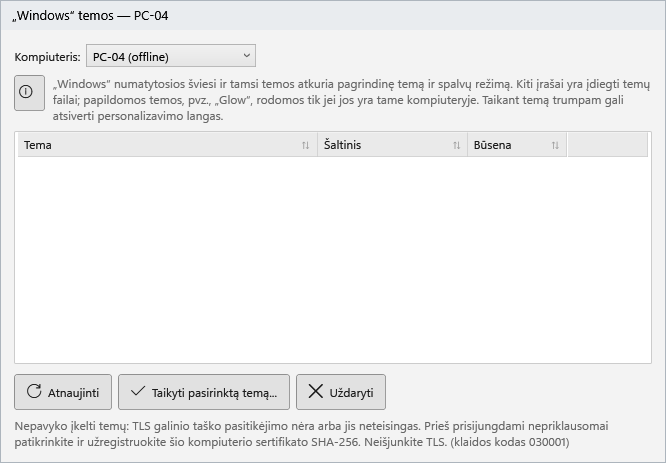 „Windows“ temos — PC-04
Kompiuteris: PC-04 (offline)
„Windows“ numatytosios šviesi ir tamsi temos atkuria pagrindinę temą ir spalvų režimą. Kiti įrašai yra įdiegti temų
failai; papildomos temos, pvz., „Glow“, rodomos tik jei jos yra tame kompiuteryje. Taikant temą trumpam gali
atsiverti personalizavimo langas.
Tema Šaltinis Būsena
Atnaujinti Taikyti pasirinktą temą... Uždaryti
Nepavyko įkelti temų: TLS galinio taško pasitikėjimo nėra arba jis neteisingas. Prieš prisijungdami nepriklausomai
patikrinkite ir užregistruokite šio kompiuterio sertifikato SHA-256. Neišjunkite TLS. (klaidos kodas 030001)